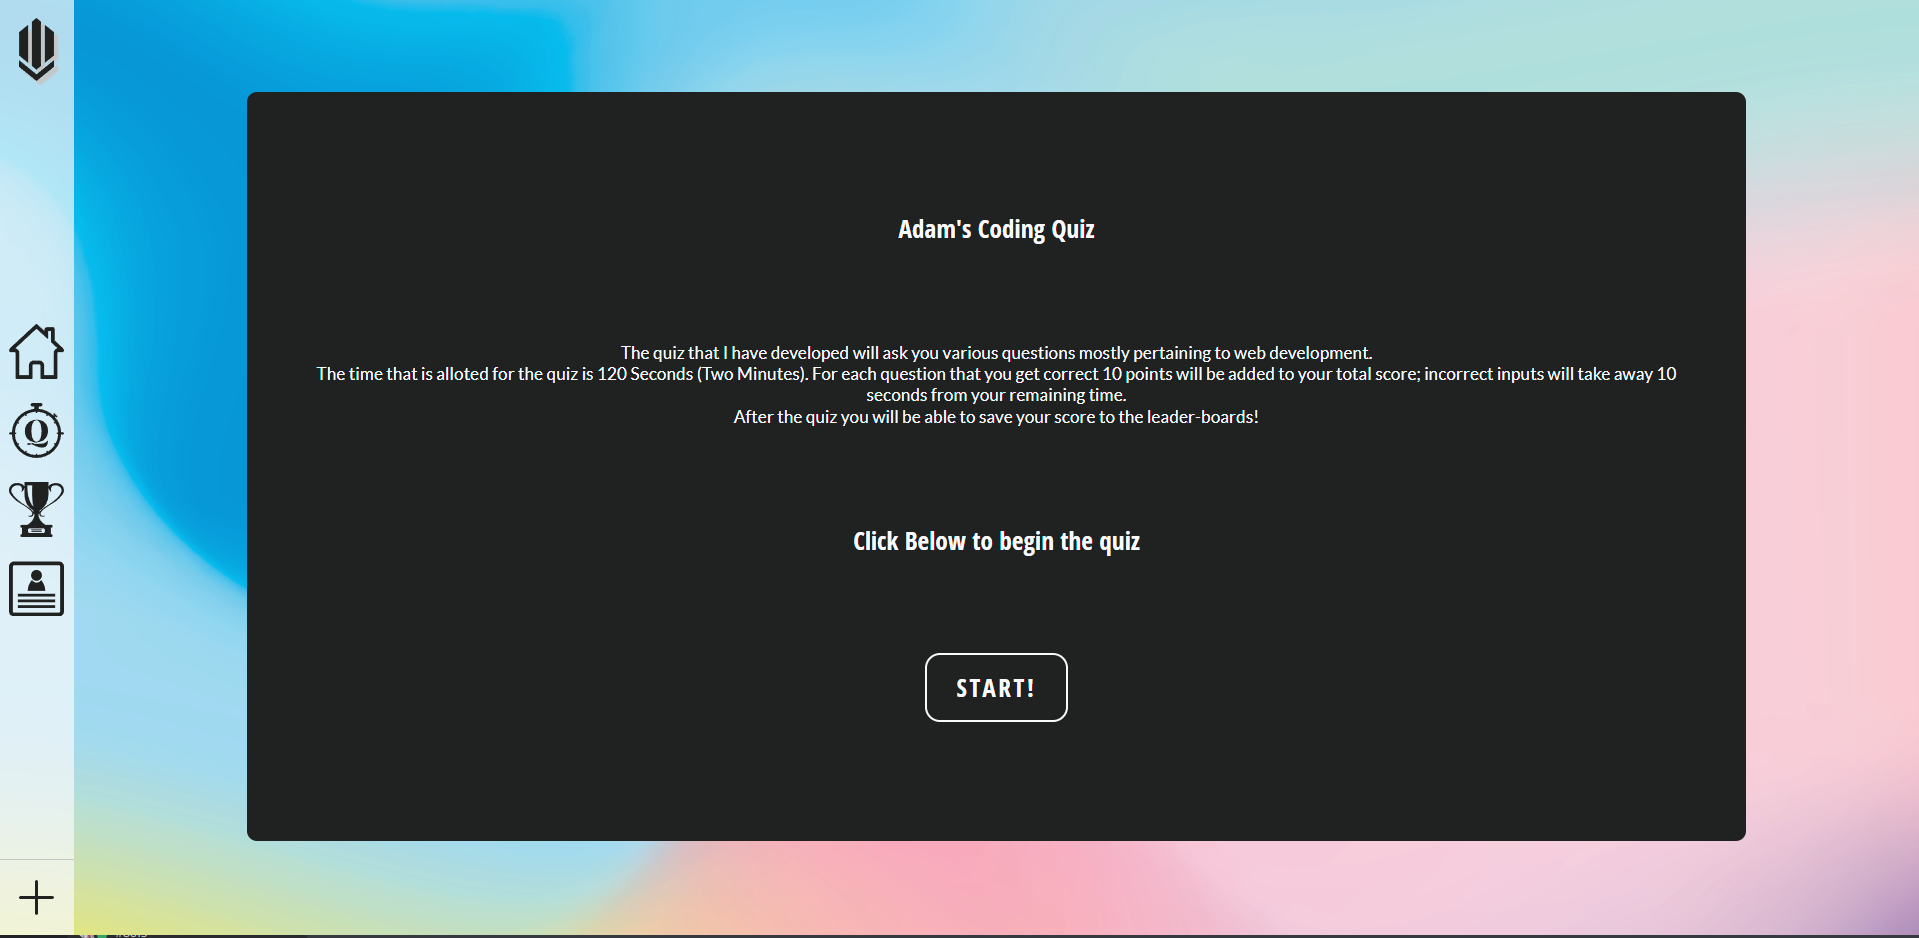 Adam's Coding Quiz
The quiz that I have developed will ask you various questions mostly pertaining to web development.
The time that is alloted for the quiz is 120 Seconds (Two Minutes). For each question that you get correct 10 points will be added to your total score; incorrect inputs will take away 10
seconds from your remaining time.
After the quiz you will be able to save your score to the leader-boards!
Click Below to begin the quiz
START!
Q